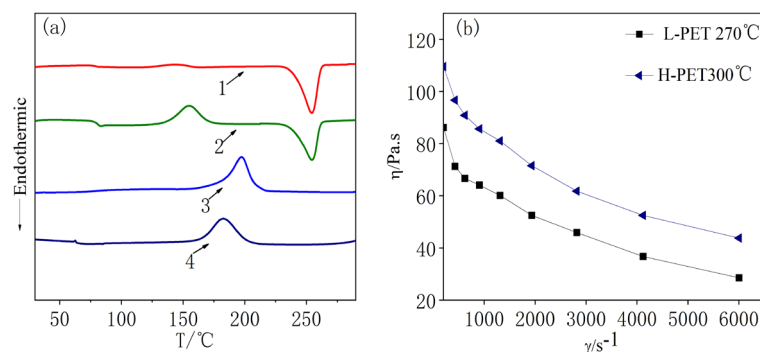 (a)
1
2
3
4
Endothermic
50 100 150 200 250
T/℃
(b)
L-PET 270℃
H-PET300℃
120
100
80
60
40
20
η/Pa.s
1000 2000 3000 4000 5000 6000
γ/s-1